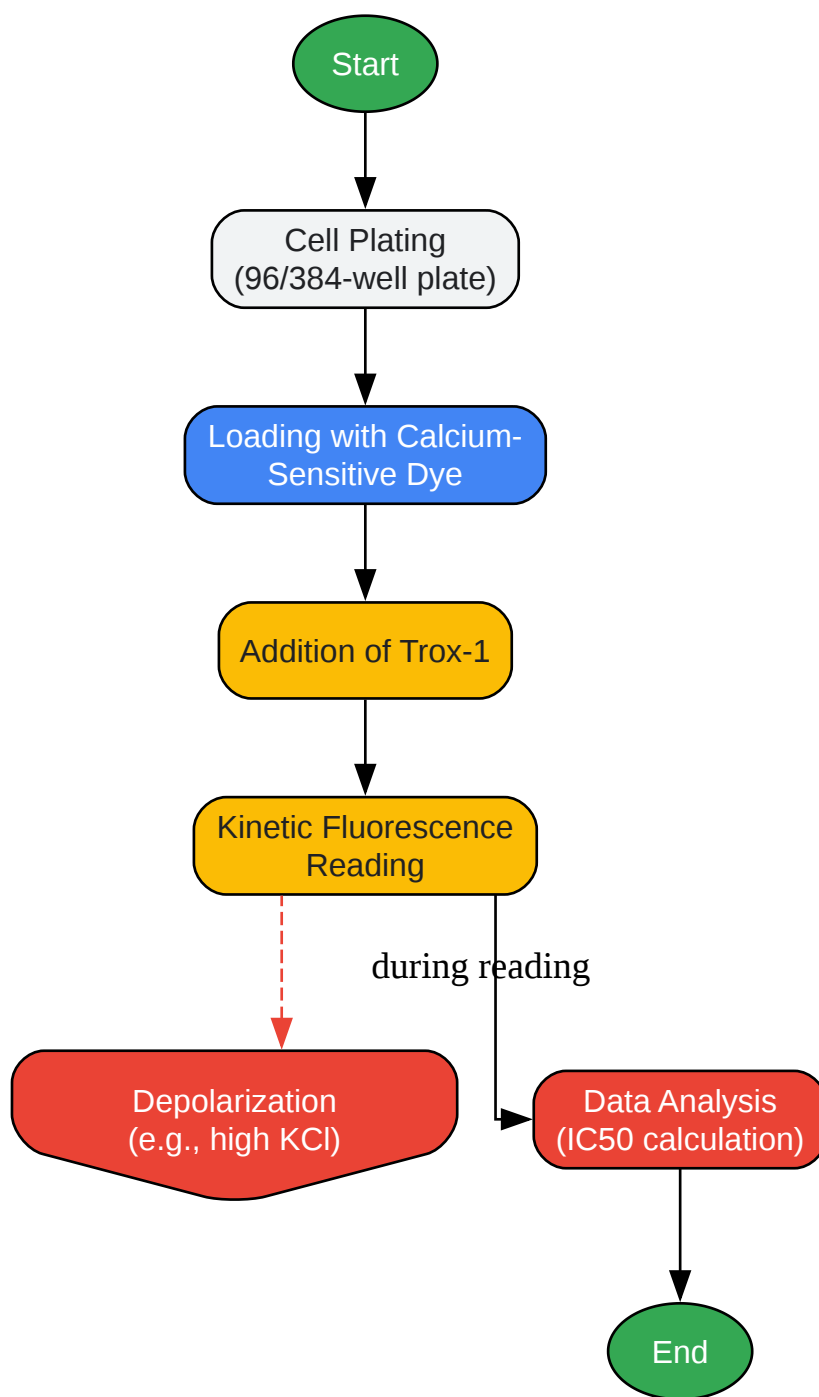 Start
Cell Plating
(96/384-well plate)
Loading with Calcium-
Sensitive Dye
Addition of Trox-1
Kinetic Fluorescence
Reading
during reading
Depolarization
(e.g., high KCl)
Data Analysis
(IC50 calculation)
End